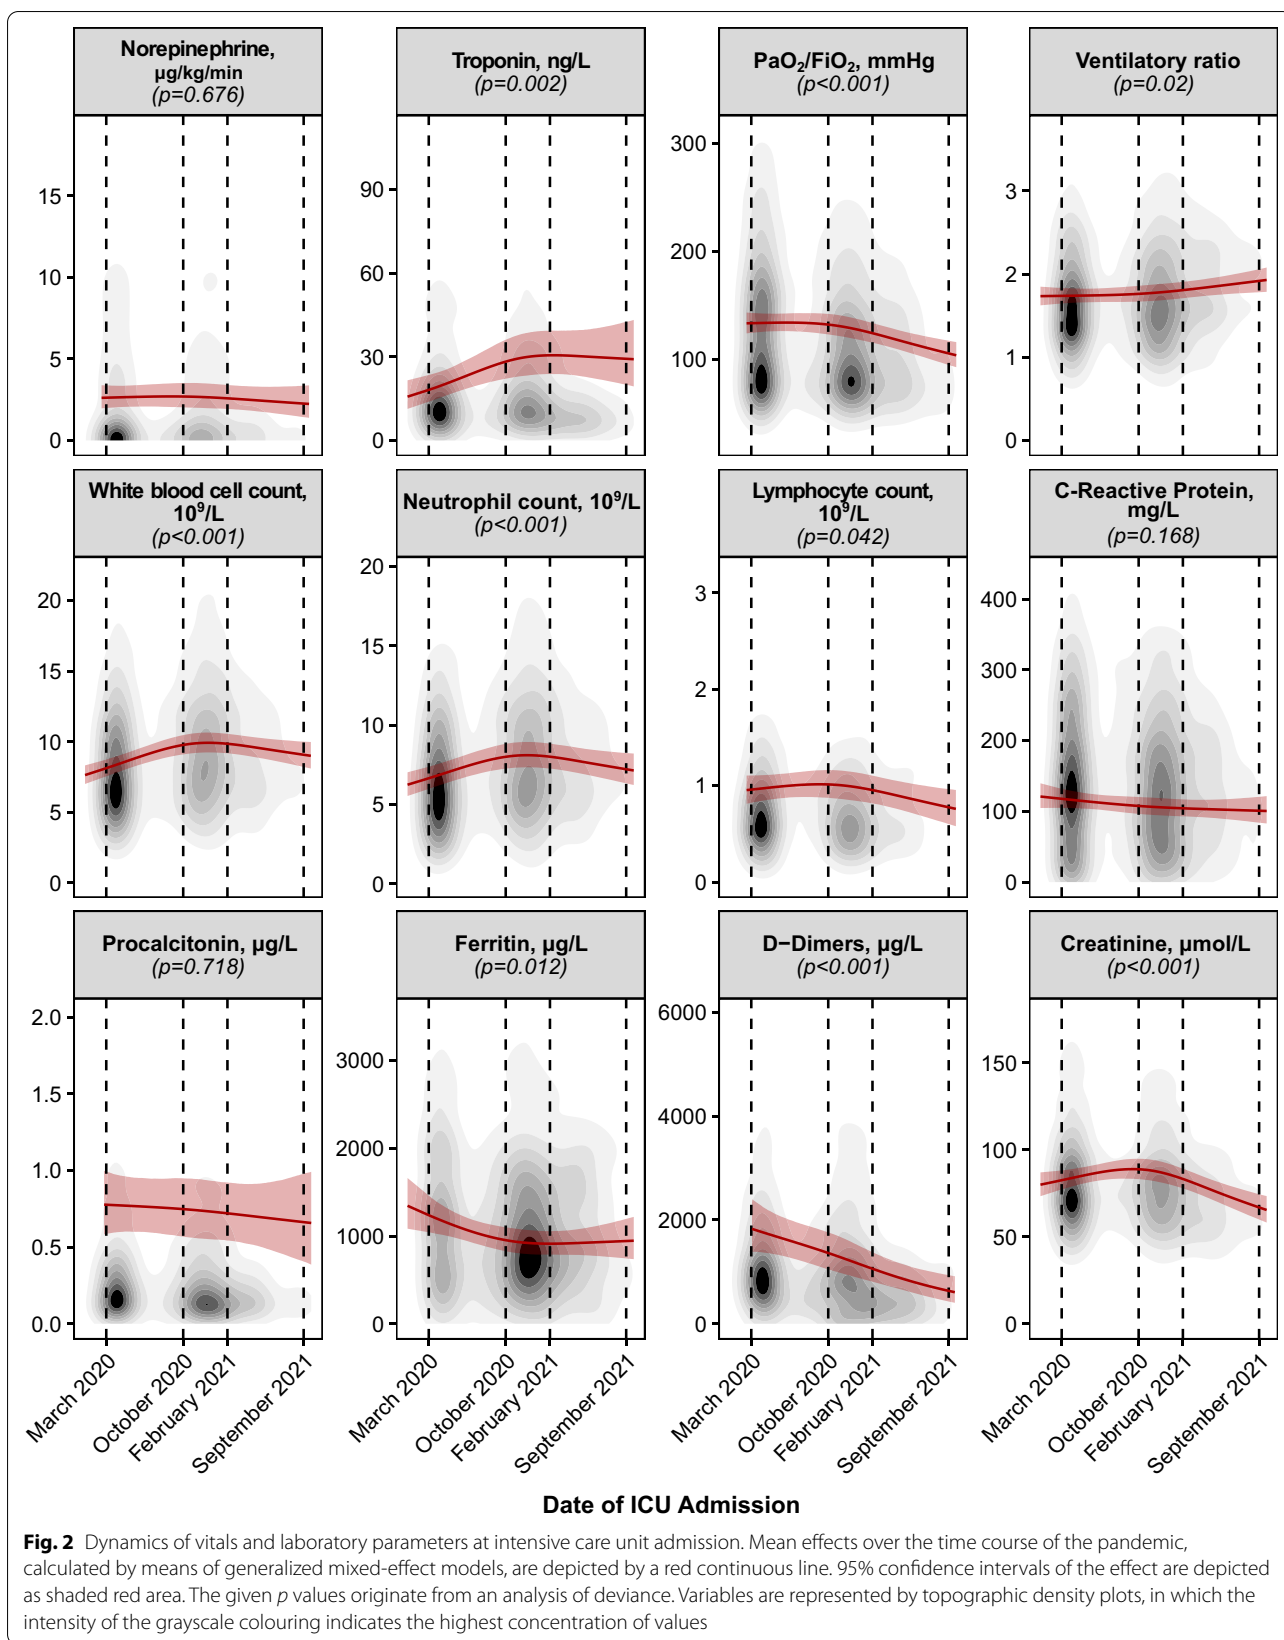 Norepinephrine,
µg/kg/min
(p=0.676)
Troponin, ng/L
(p=0.002)
PaO₂/FiO₂, mmHg
(p<0.001)
Ventilatory ratio
(p=0.02)
15
10
5
0
90
60
30
0
300
200
100
3
2
1
0
White blood cell count,
10⁹/L
(p<0.001)
Neutrophil count, 10⁹/L
(p<0.001)
Lymphocyte count,
10⁹/L
(p=0.042)
C-Reactive Protein,
mg/L
(p=0.168)
20
15
10
5
0
20
15
10
5
0
3
2
1
0
400
300
200
100
0
Procalcitonin, µg/L
(p=0.718)
Ferritin, µg/L
(p=0.012)
D−Dimers, µg/L
(p<0.001)
Creatinine, µmol/L
(p<0.001)
2.0
1.5
1.0
0.5
0.0
3000
2000
1000
0
6000
4000
2000
0
150
100
50
0
March 2020
October 2020
February 2021
September 2021
March 2020
October 2020
February 2021
September 2021
March 2020
October 2020
February 2021
September 2021
March 2020
October 2020
February 2021
September 2021
Date of ICU Admission
Fig. 2 Dynamics of vitals and laboratory parameters at intensive care unit admission. Mean effects over the time course of the pandemic,
calculated by means of generalized mixed-effect models, are depicted by a red continuous line. 95% confidence intervals of the effect are depicted
as shaded red area. The given p values originate from an analysis of deviance. Variables are represented by topographic density plots, in which the
intensity of the grayscale colouring indicates the highest concentration of values